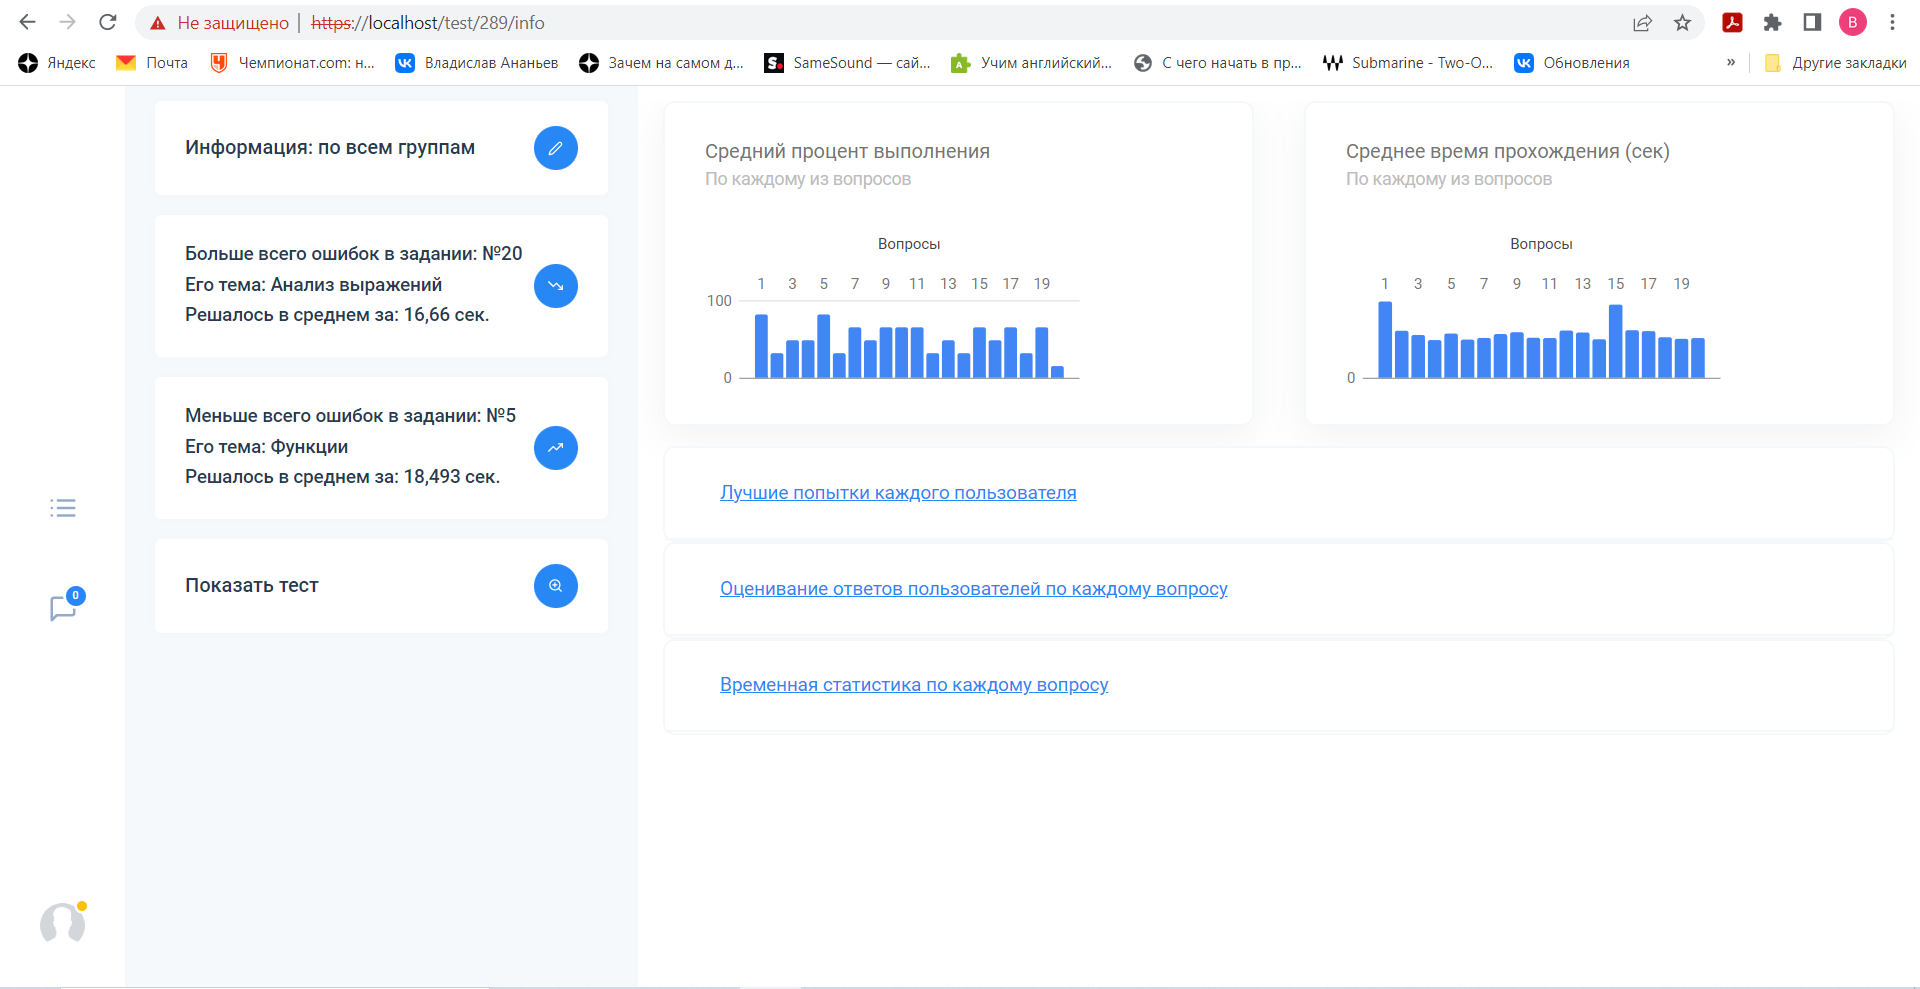 Не защищено | https://localhost/test/289/info
В
Яндекс
Почта
Чемпионат.com: н...
Владислав Ананьев
Зачем на самом д...
SameSound — сай...
Учим английский...
С чего начать в пр...
Submarine - Two-O...
Обновления
»
Другие закладки
Информация: по всем группам
Больше всего ошибок в задании: №20
Его тема: Анализ выражений
Решалось в среднем за: 16,66 сек.
Меньше всего ошибок в задании: №5
Его тема: Функции
Решалось в среднем за: 18,493 сек.
Показать тест
0
Средний процент выполнения
По каждому из вопросов
Вопросы
1 3 5 7 9 11 13 15 17 19
100
0
Среднее время прохождения (сек)
По каждому из вопросов
Вопросы
1 3 5 7 9 11 13 15 17 19
0
Лучшие попытки каждого пользователя
Оценивание ответов пользователей по каждому вопросу
Временная статистика по каждому вопросу